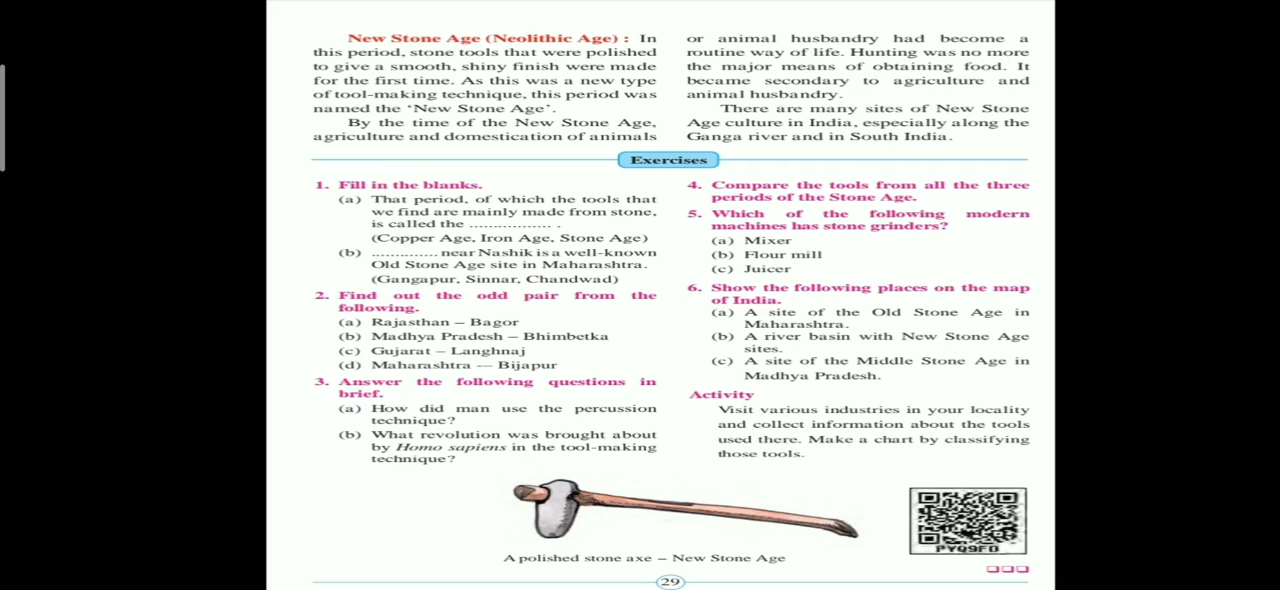 New Stone Age (Neolithic Age) : In
this period, stone tools that were polished
to give a smooth, shiny finish were made
for the first time. As this was a new type
of tool-making technique, this period was
named the ‘New Stone Age’.
By the time of the New Stone Age,
agriculture and domestication of animals
or animal husbandry had become a
routine way of life. Hunting was no more
the major means of obtaining food. It
became secondary to agriculture and
animal husbandry.
There are many sites of New Stone
Age culture in India, especially along the
Ganga river and in South India.
Exercises
1. Fill in the blanks.
(a) That period, of which the tools that
we find are mainly made from stone,
is called the ................. .
(Copper Age, Iron Age, Stone Age)
(b) ............. near Nashik is a well-known
Old Stone Age site in Maharashtra.
(Gangapur, Sinnar, Chandwad)
2. Find out the odd pair from the
following.
(a) Rajasthan – Bagor
(b) Madhya Pradesh – Bhimbetka
(c) Gujarat – Langhnaj
(d) Maharashtra –– Bijapur
3. Answer the following questions in
brief.
(a) How did man use the percussion
technique?
(b) What revolution was brought about
by Homo sapiens in the tool-making
technique?
4. Compare the tools from all the three
periods of the Stone Age.
5. Which of the following modern
machines has stone grinders?
(a) Mixer
(b) Flour mill
(c) Juicer
6. Show the following places on the map
of India.
(a) A site of the Old Stone Age in
Maharashtra.
(b) A river basin with New Stone Age
sites.
(c) A site of the Middle Stone Age in
Madhya Pradesh.
Activity
Visit various industries in your locality
and collect information about the tools
used there. Make a chart by classifying
those tools.
PYQ9FD
A polished stone axe – New Stone Age
29